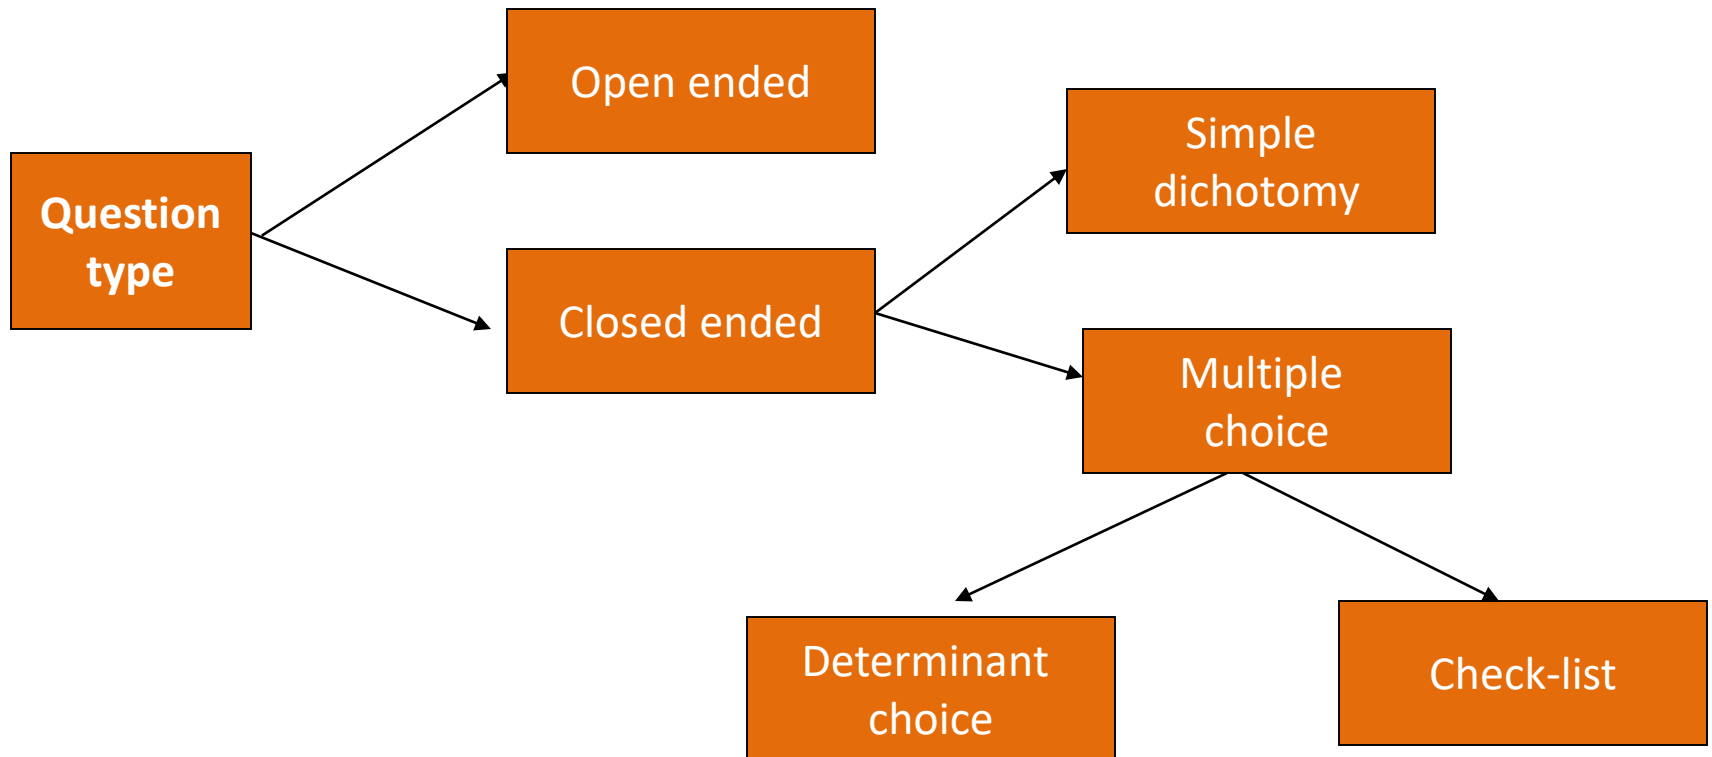 Open ended
Simple
dichotomy
Question
type
Closed ended
Multiple
choice
Determinant
choice
Check-list